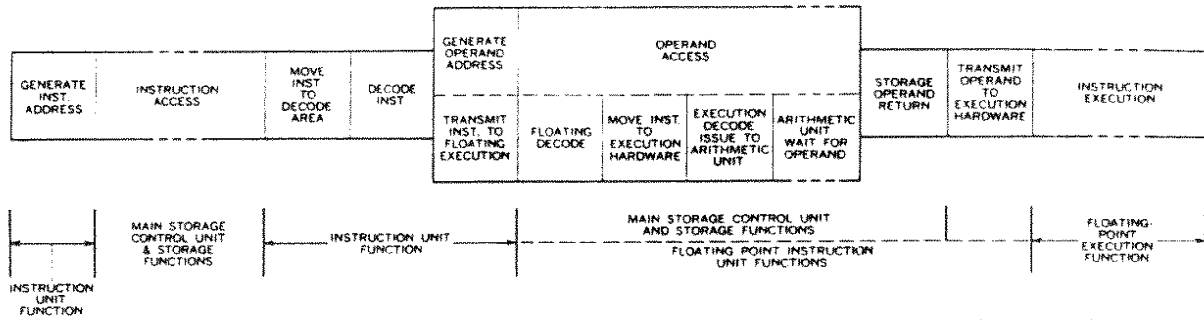 GENERATE
INST.
ADDRESS
INSTRUCTION
ACCESS
MOVE
INST
TO
DECODE
AREA
DECODE
INST
GENERATE
OPERAND
ADDRESS
OPERAND
ACCESS
TRANSMIT
INST. TO
FLOATING
EXECUTION
FLOATING
DECODE
MOVE INST.
TO
EXECUTION
HARDWARE
EXECUTION
DECODE
ISSUE TO
ARITHMETIC
UNIT
ARITHMETIC
UNIT
WAIT FOR
OPERAND
STORAGE
OPERAND
RETURN
TRANSMIT
OPERAND
TO
EXECUTION
HARDWARE
INSTRUCTION
EXECUTION
INSTRUCTION
UNIT
FUNCTION
MAIN STORAGE
CONTROL UNIT
& STORAGE
FUNCTIONS
INSTRUCTION UNIT
FUNCTION
MAIN STORAGE CONTROL UNIT
AND STORAGE FUNCTIONS
FLOATING POINT INSTRUCTION
UNIT FUNCTIONS
FLOATING-
POINT
EXECUTION
FUNCTION